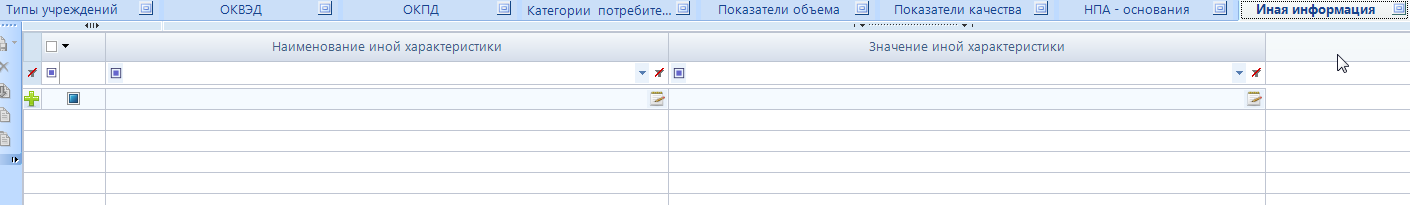 Типы учреждений ОКВЭД ОКПД Категории потребите... Показатели объема Показатели качества НПА - основания Иная информация
Наименование иной характеристики Значение иной характеристики